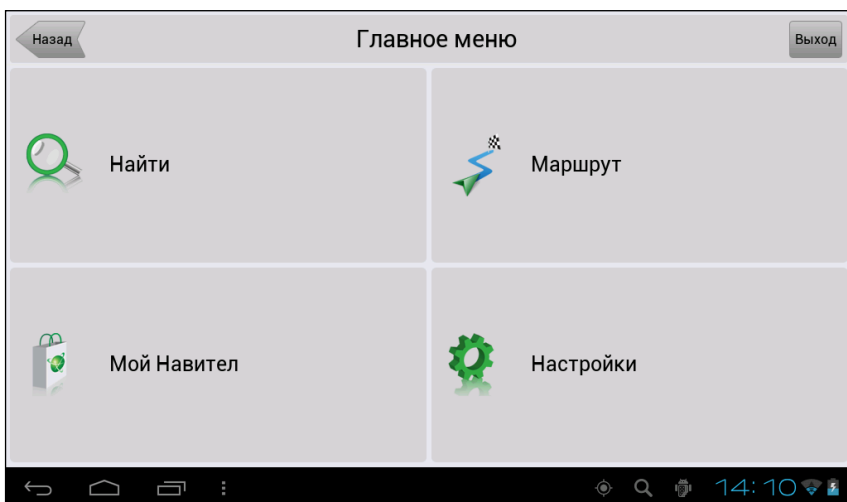 Назад
Главное меню
Выход
Найти
Маршрут
Мой Навител
Настройки
14:10